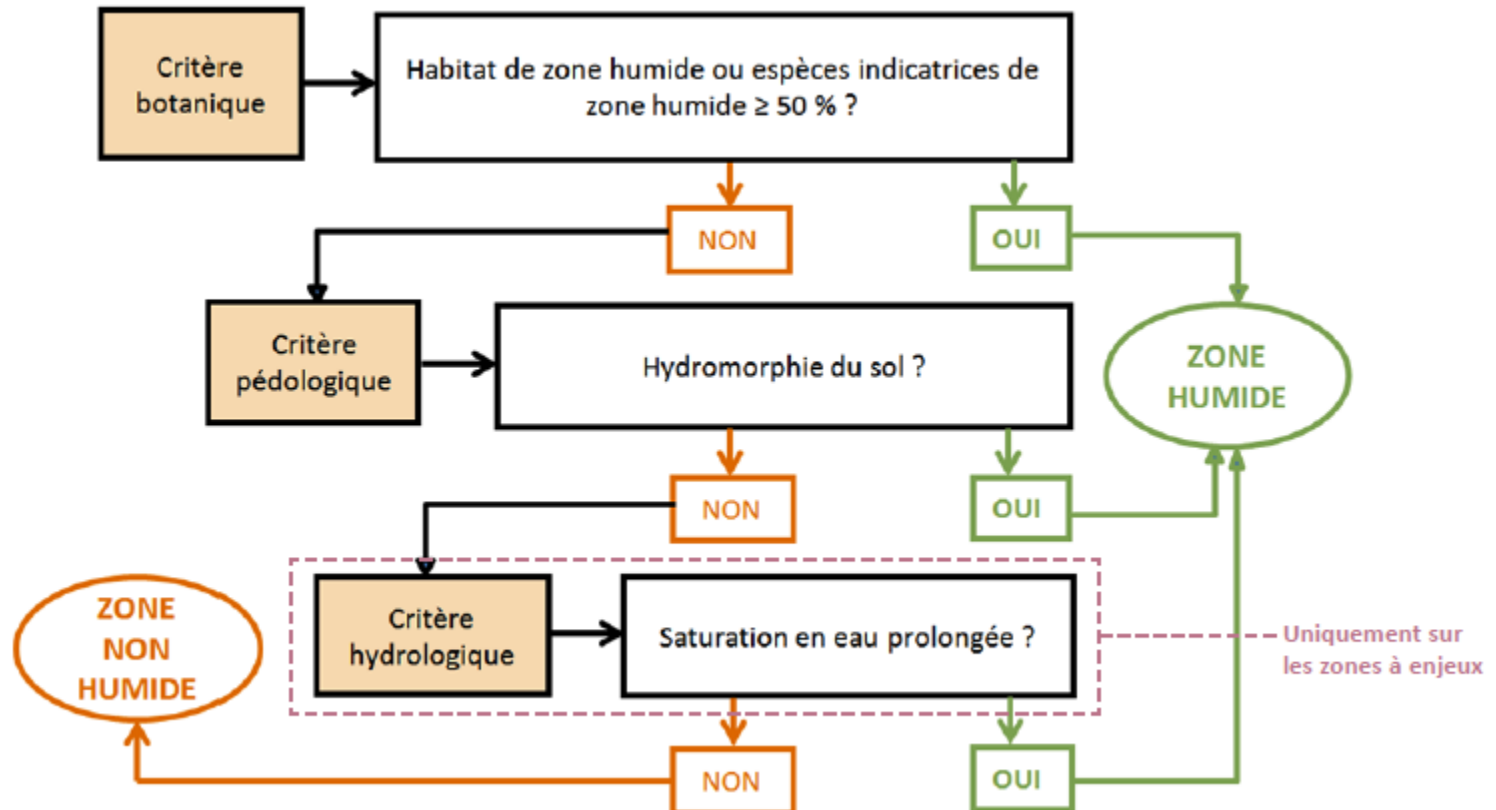 Critère
botanique
Habitat de zone humide ou espèces indicatrices de
zone humide ≥ 50 % ?
NON
OUI
Critère
pédologique
Hydromorphie du sol ?
ZONE
HUMIDE
NON
OUI
ZONE
NON
HUMIDE
Critère
hydrologique
Saturation en eau prolongée ?
Uniquement sur
les zones à enjeux
NON
OUI